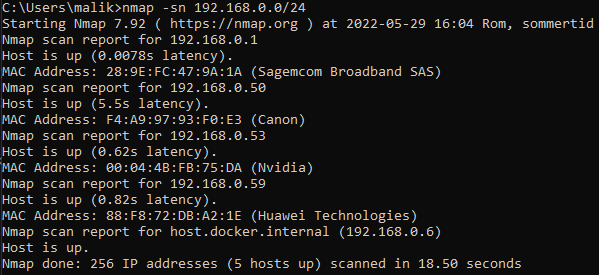 C:\Users\malik>nmap -sn 192.168.0.0/24
Starting Nmap 7.92 ( https://nmap.org ) at 2022-05-29 16:04 Rom, sommertid
Nmap scan report for 192.168.0.1
Host is up (0.0078s latency).
MAC Address: 28:9E:FC:47:9A:1A (Sagemcom Broadband SAS)
Nmap scan report for 192.168.0.50
Host is up (5.5s latency).
MAC Address: F4:A9:97:93:F0:E3 (Canon)
Nmap scan report for 192.168.0.53
Host is up (0.62s latency).
MAC Address: 00:04:4B:FB:75:DA (Nvidia)
Nmap scan report for 192.168.0.59
Host is up (0.82s latency).
MAC Address: 88:F8:72:DB:A2:1E (Huawei Technologies)
Nmap scan report for host.docker.internal (192.168.0.6)
Host is up.
Nmap done: 256 IP addresses (5 hosts up) scanned in 18.50 seconds